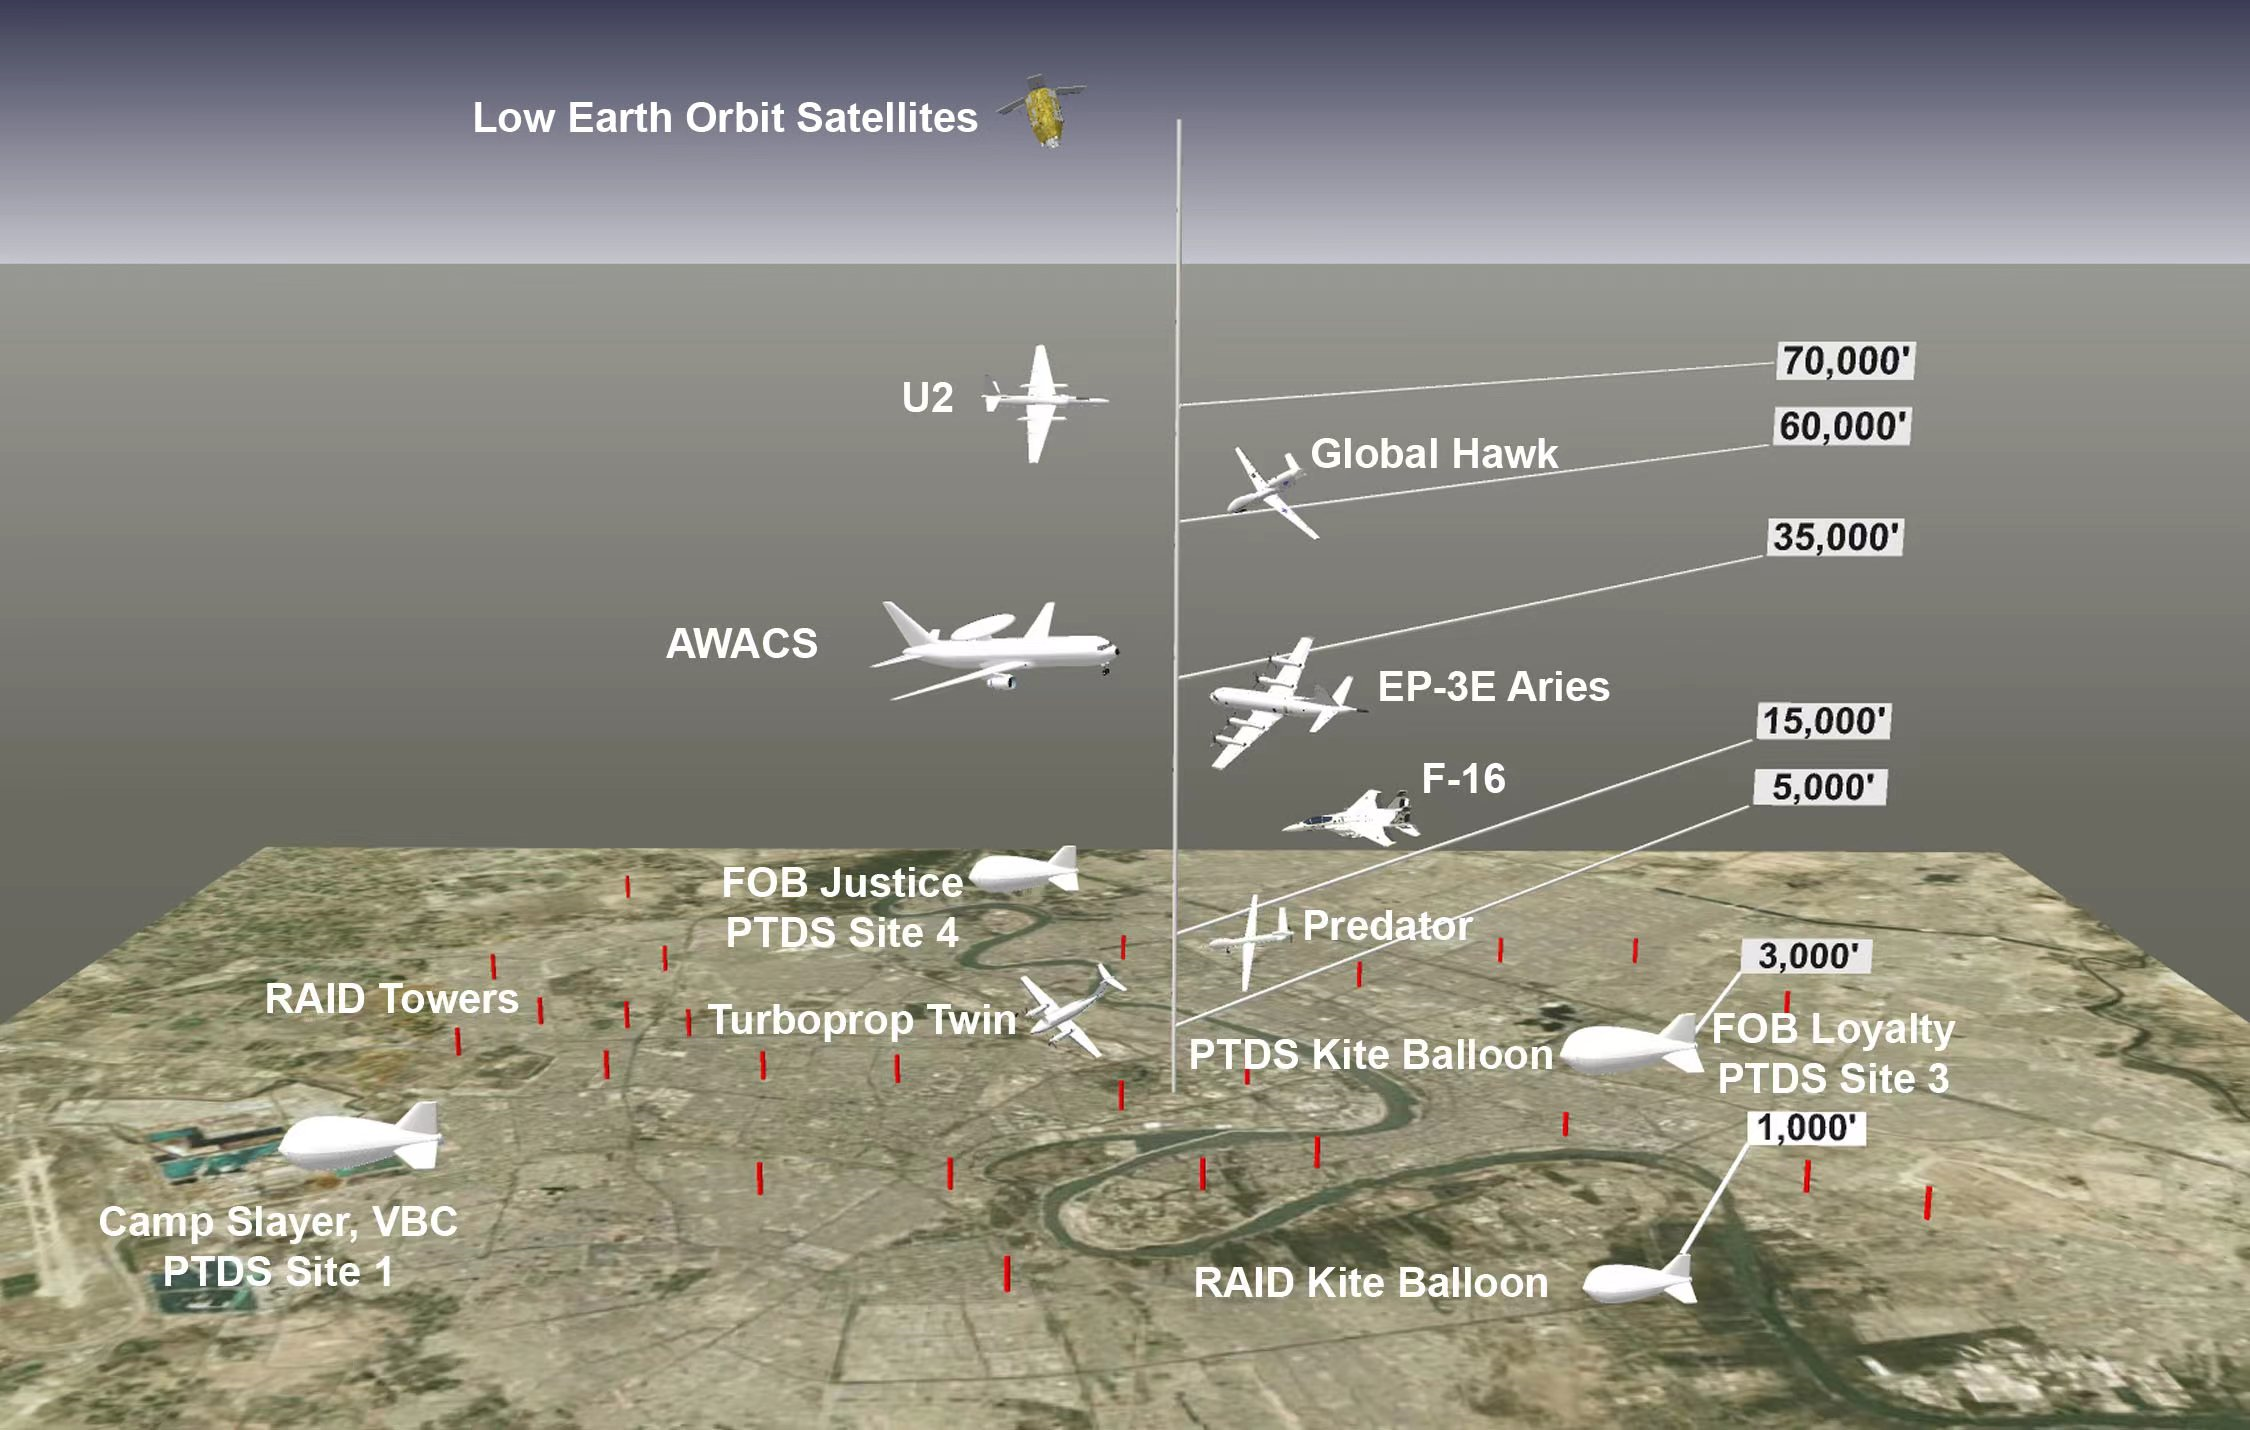 Low Earth Orbit Satellites
70,000'
U2
60,000'
Global Hawk
35,000'
AWACS
EP-3E Aries
15,000'
F-16
5,000'
FOB Justice
PTDS Site 4
Predator
3,000'
RAID Towers
Turboprop Twin
PTDS Kite Balloon
FOB Loyalty
PTDS Site 3
1,000'
Camp Slayer, VBC
PTDS Site 1
RAID Kite Balloon